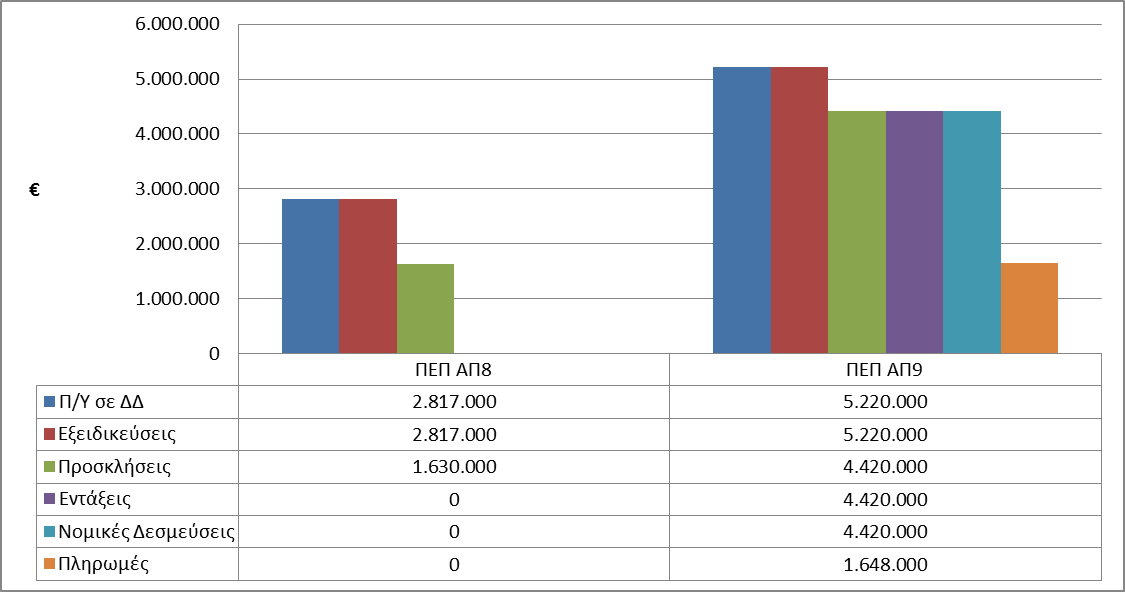 6.000.000
5.000.000
4.000.000
€
3.000.000
2.000.000
1.000.000
0
ΠΕΠ ΑΠ8 ΠΕΠ ΑΠ9
Π/Υ σε ΔΔ 2.817.000 5.220.000
Εξειδικεύσεις 2.817.000 5.220.000
Προσκλήσεις 1.630.000 4.420.000
Εντάξεις 0 4.420.000
Νομικές Δεσμεύσεις 0 4.420.000
Πληρωμές 0 1.648.000